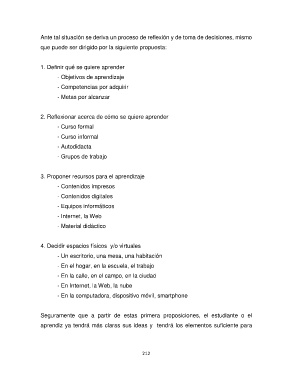 Ante tal situación se deriva un proceso de reflexión y de toma de decisiones, mismo
que puede ser dirigido por la siguiente propuesta:
1. Definir qué se quiere aprender
- Objetivos de aprendizaje
- Competencias por adquirir
- Metas por alcanzar
2. Reflexionar acerca de cómo se quiere aprender
- Curso formal
- Curso informal
- Autodidacta
- Grupos de trabajo
3. Proponer recursos para el aprendizaje
- Contenidos impresos
- Contenidos digitales
- Equipos informáticos
- Internet, la Web
- Material didáctico
4. Decidir espacios físicos y/o virtuales
- Un escritorio, una mesa, una habitación
- En el hogar, en la escuela, el trabajo
- En la calle, en el campo, en la ciudad
- En Internet, la Web, la nube
- En la computadora, dispositivo móvil, smartphone
Seguramente que a partir de estas primera proposiciones, el estudiante o el
aprendiz ya tendrá más claras sus ideas y tendrá los elementos suficiente para
212